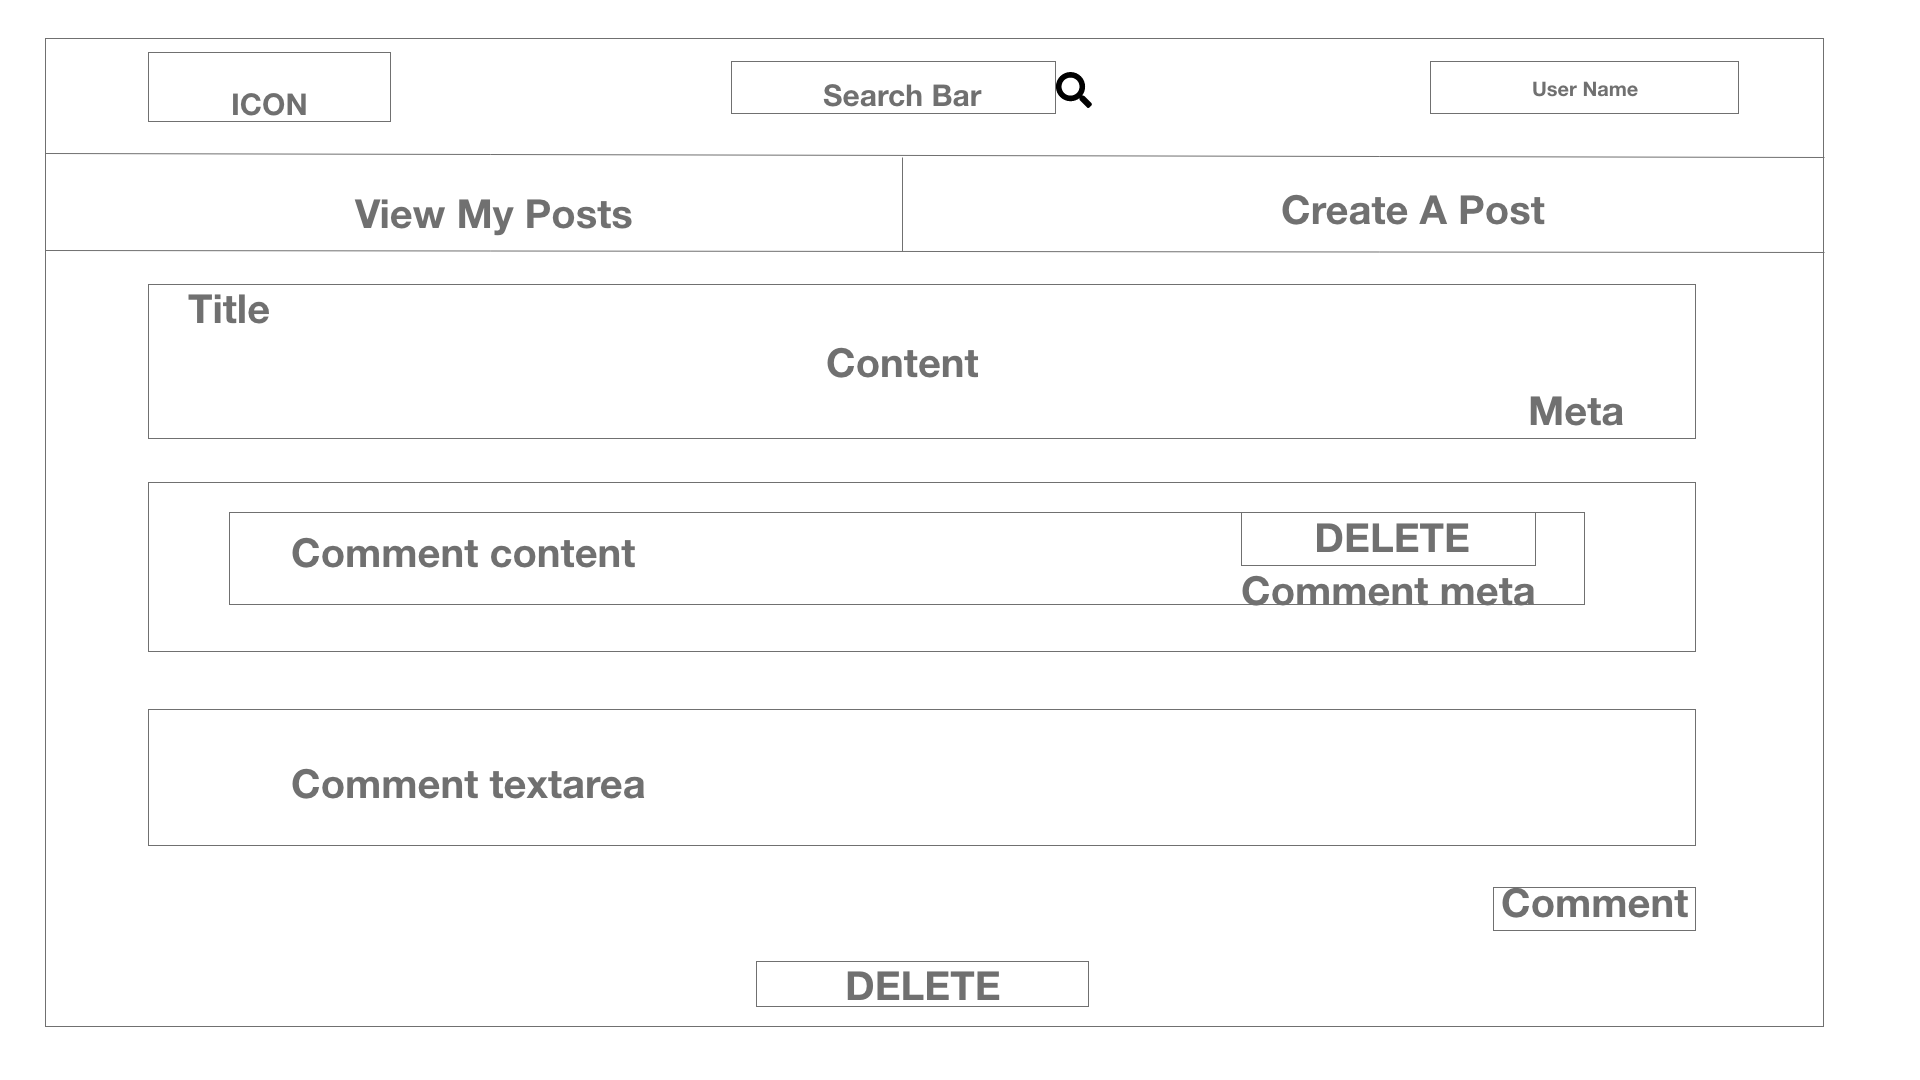 ICON
Search Bar
User Name
View My Posts
Create A Post
Title
Content
Meta
Comment content
DELETE
Comment meta
Comment textarea
Comment
DELETE